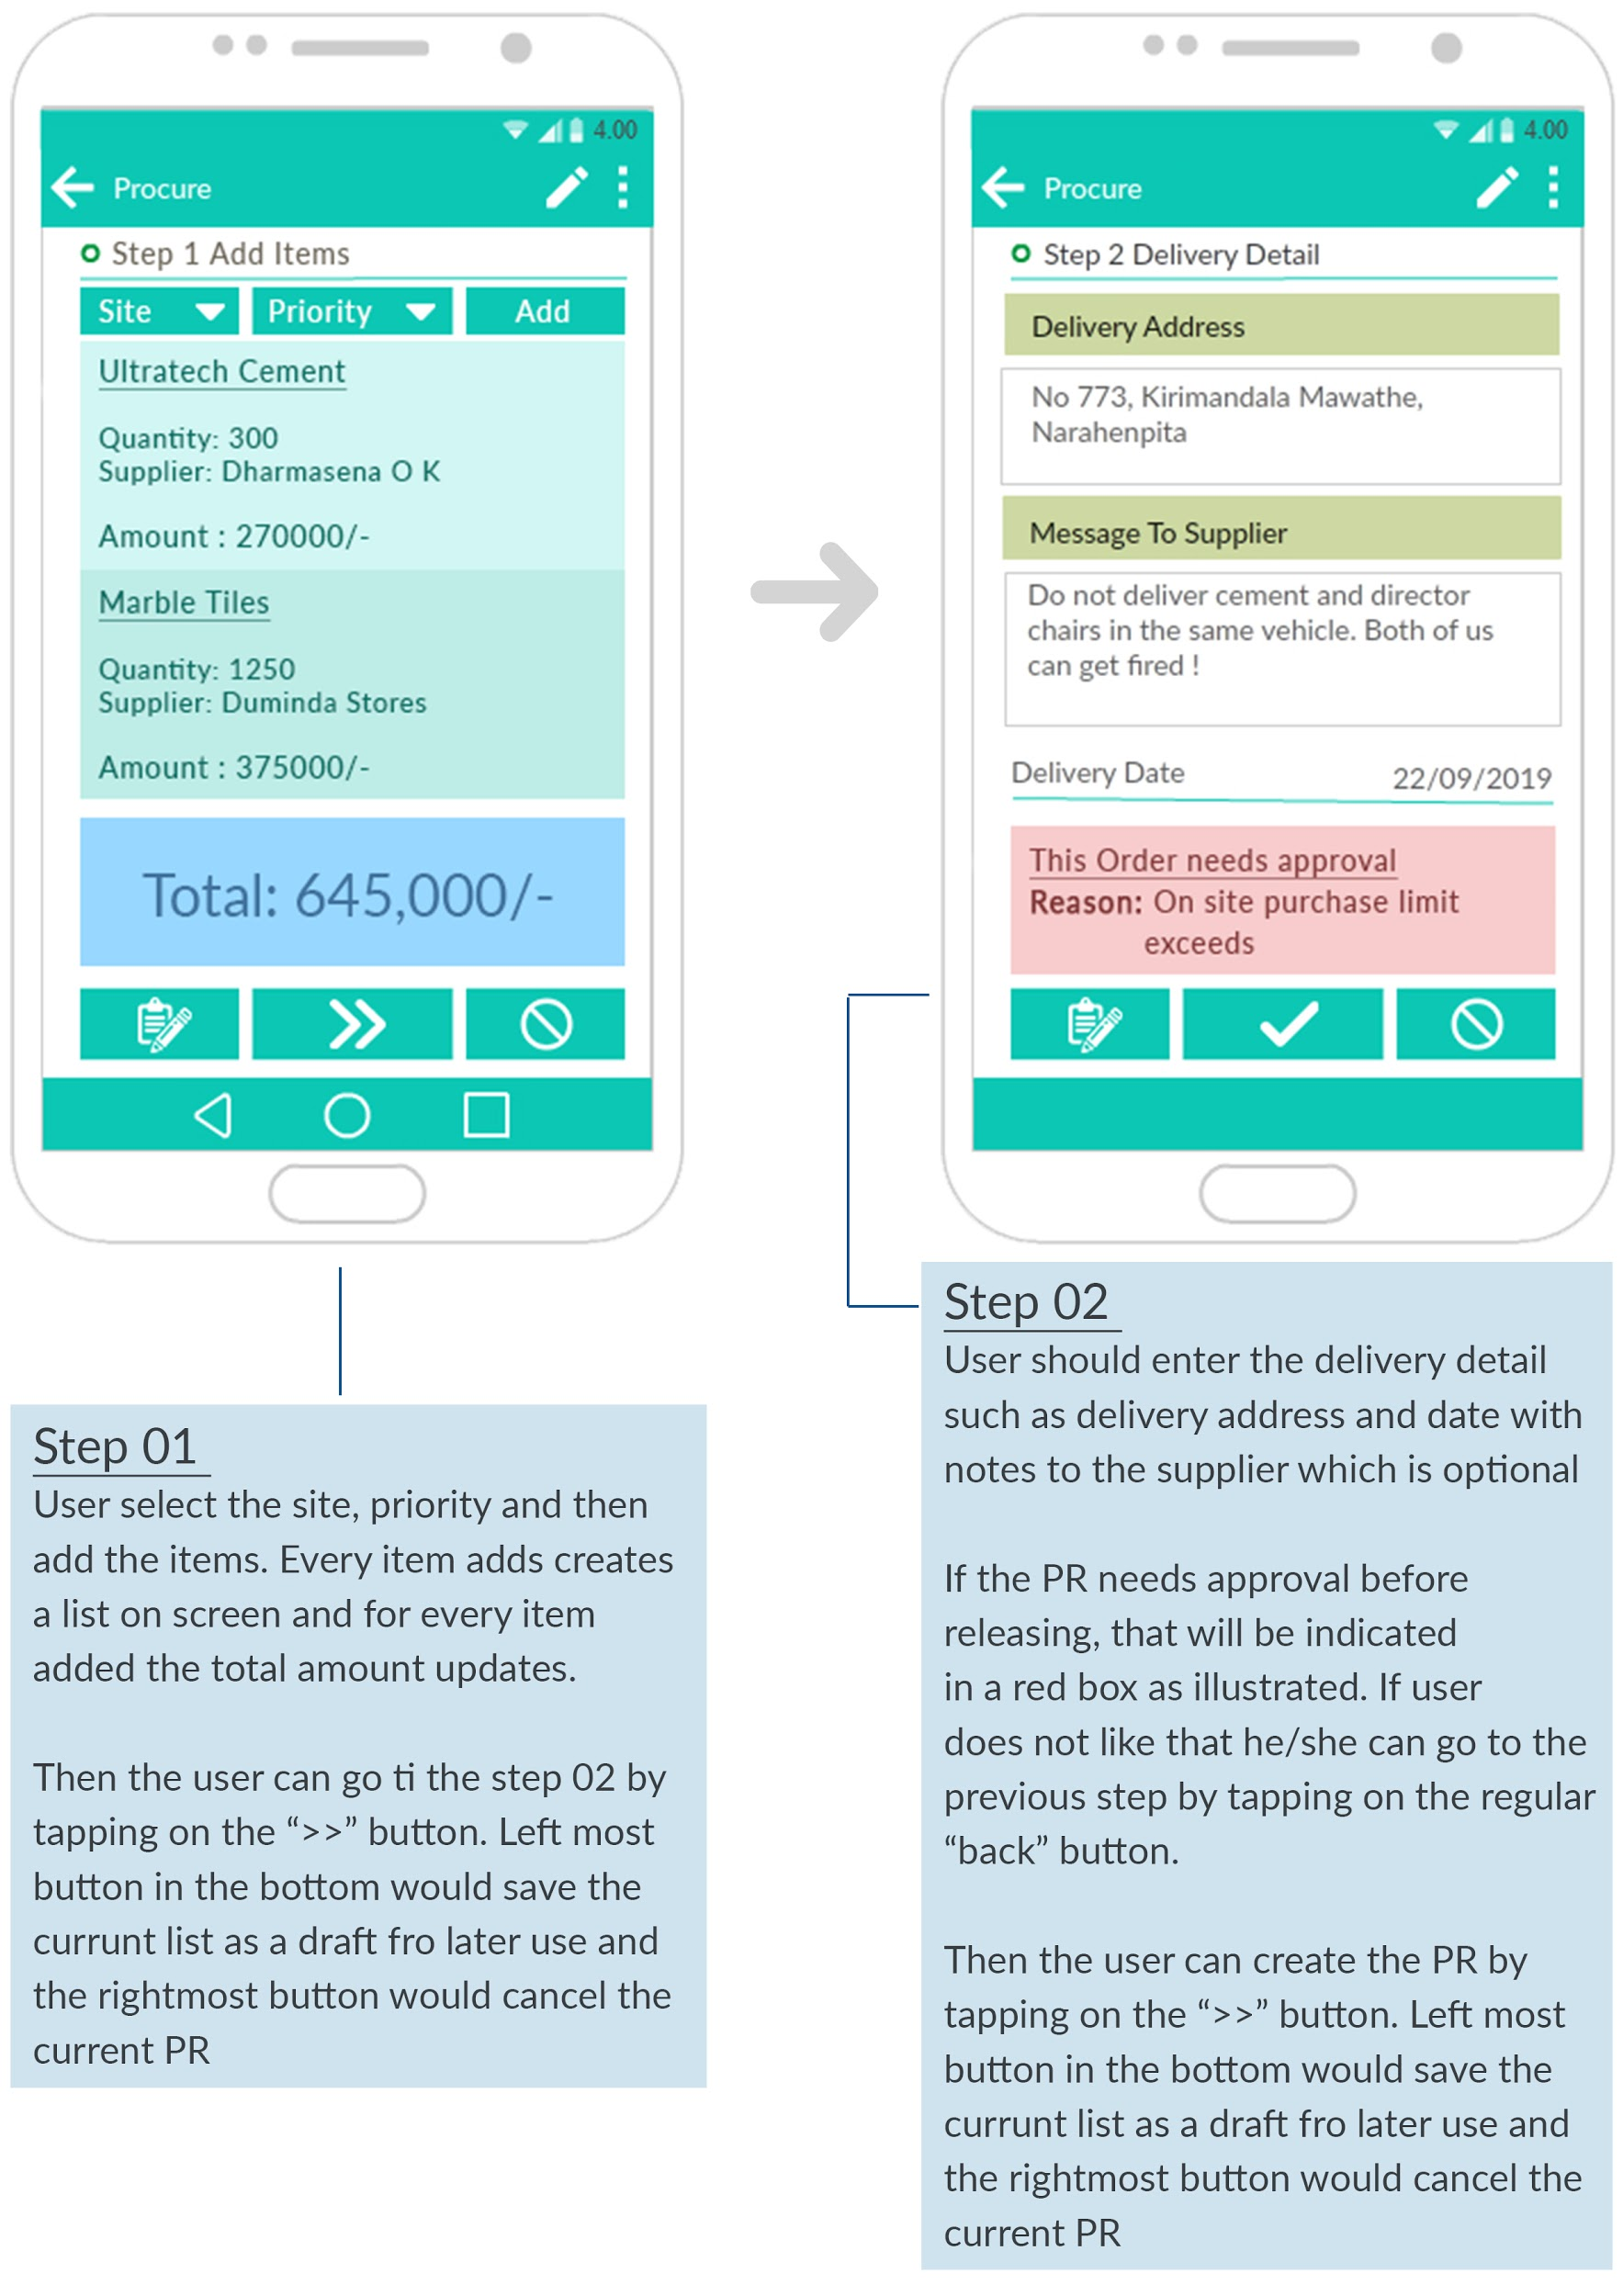 4.00
Procure
Step 1 Add Items
Site
Priority
Add
Ultratech Cement
Quantity: 300
Supplier: Dharmasena O K
Amount : 270000/-
Marble Tiles
Quantity: 1250
Supplier: Duminda Stores
Amount : 375000/-
Total: 645,000/-
4.00
Procure
Step 2 Delivery Detail
Delivery Address
No 773, Kirimandala Mawathe,
Narahenpita
Message To Supplier
Do not deliver cement and director
chairs in the same vehicle. Both of us
can get fired !
Delivery Date 22/09/2019
This Order needs approval
Reason: On site purchase limit
exceeds
Step 01
User select the site, priority and then
add the items. Every item adds creates
a list on screen and for every item
added the total amount updates.
Then the user can go ti the step 02 by
tapping on the “>>” button. Left most
button in the bottom would save the
currunt list as a draft fro later use and
the rightmost button would cancel the
current PR
Step 02
User should enter the delivery detail
such as delivery address and date with
notes to the supplier which is optional
If the PR needs approval before
releasing, that will be indicated
in a red box as illustrated. If user
does not like that he/she can go to the
previous step by tapping on the regular
“back” button.
Then the user can create the PR by
tapping on the “>>” button. Left most
button in the bottom would save the
currunt list as a draft fro later use and
the rightmost button would cancel the
current PR